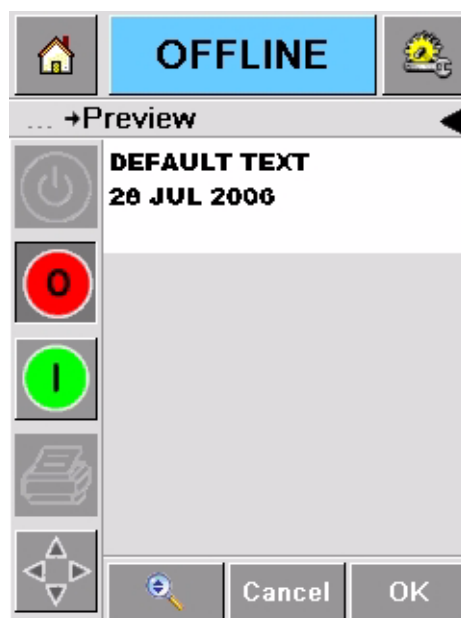 OFFLINE
... →Preview
DEFAULT TEXT
28 JUL 2006
O
I
Cancel
OK